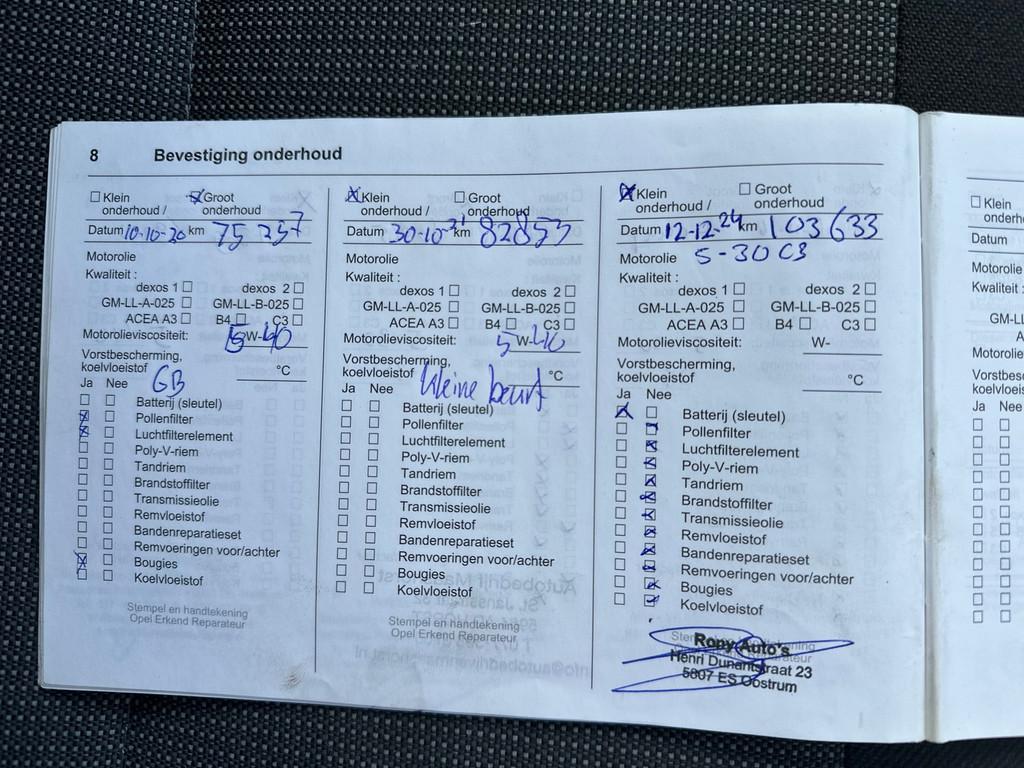 8 Bevestiging onderhoud
Klein onderhoud / Groot onderhoud
Datum 10-10-20 km 75 237
Motorolie
Kwaliteit :
dexos 1 dexos 2
GM-LL-A-025 GM-LL-B-025
ACEA A3 B4 C3
Motorolieviscositeit: 5W-40
Vorstbescherming,
koelvloeistof °C
GB
Ja Nee
Batterij (sleutel)
Pollenfilter
Luchtfilterelement
Poly-V-riem
Tandriem
Brandstoffilter
Transmissieolie
Remvloeistof
Bandenreparatieset
Remvoeringen voor/achter
Bougies
Koelvloeistof
Stempel en handtekening
Opel Erkend Reparateur
Klein onderhoud / Groot onderhoud
Datum 30-10-21 km 82853
Motorolie
Kwaliteit :
dexos 1 dexos 2
GM-LL-A-025 GM-LL-B-025
ACEA A3 B4 C3
Motorolieviscositeit: 5W-40
Vorstbescherming,
koelvloeistof °C
kleine beurt
Ja Nee
Batterij (sleutel)
Pollenfilter
Luchtfilterelement
Poly-V-riem
Tandriem
Brandstoffilter
Transmissieolie
Remvloeistof
Bandenreparatieset
Remvoeringen voor/achter
Bougies
Koelvloeistof
Stempel en handtekening
Opel Erkend Reparateur
Klein onderhoud / Groot onderhoud
Datum 12-12-24 km 103633
Motorolie 5-30 C3
Kwaliteit :
dexos 1 dexos 2
GM-LL-A-025 GM-LL-B-025
ACEA A3 B4 C3
Motorolieviscositeit: W-
Vorstbescherming,
koelvloeistof °C
Ja Nee
Batterij (sleutel)
Pollenfilter
Luchtfilterelement
Poly-V-riem
Tandriem
Brandstoffilter
Transmissieolie
Remvloeistof
Bandenreparatieset
Remvoeringen voor/achter
Bougies
Koelvloeistof
Ropy Auto's
Henri Dunantstraat 23
5807 ES Oostrum
Klein
Datum
Motorolie
Kwaliteit :
Ja Nee